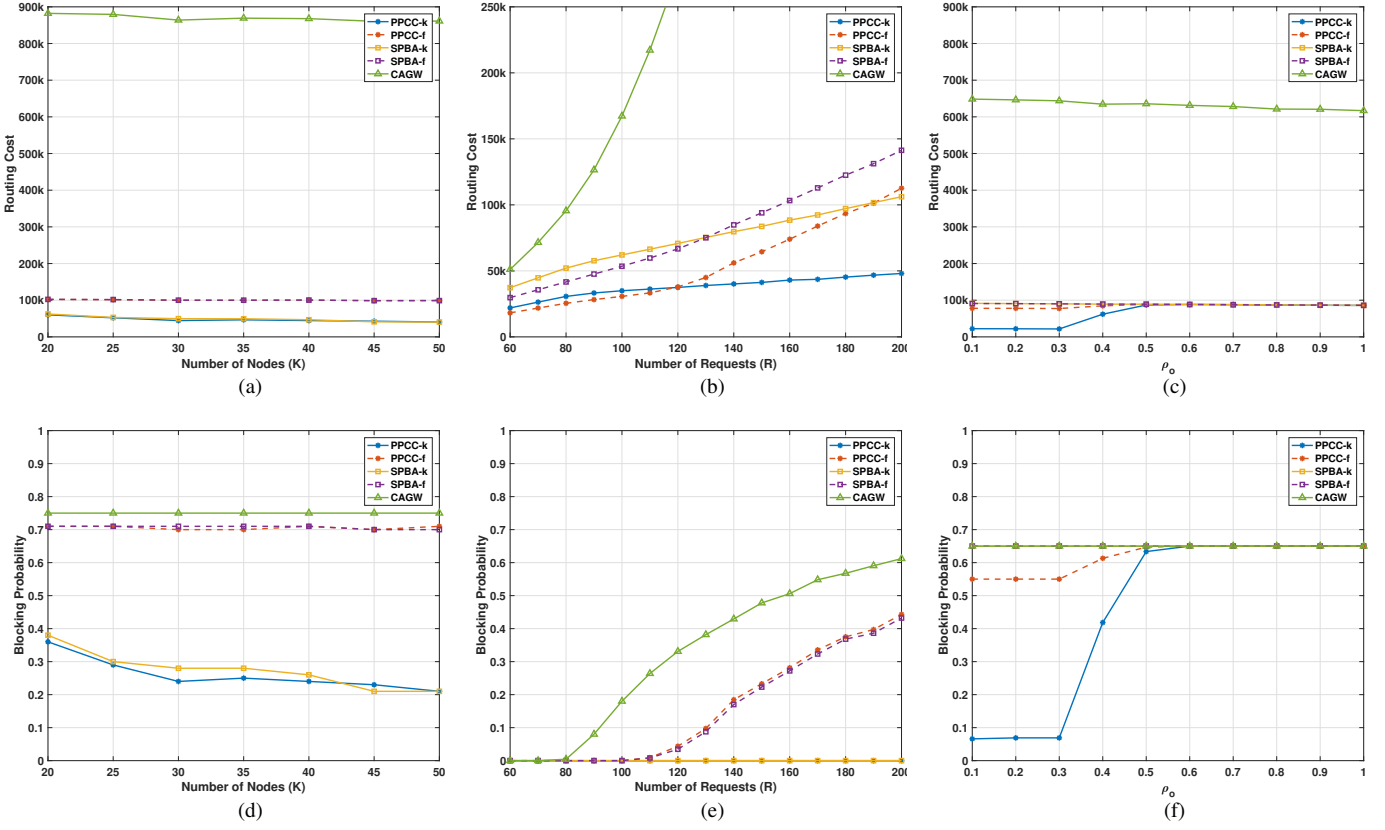 900k
800k
700k
600k
500k
400k
300k
200k
100k
0
Routing Cost
20 25 30 35 40 45 50
Number of Nodes (K)
PPCC-k
PPCC-f
SPBA-k
SPBA-f
CAGW
(a)
250k
200k
150k
100k
50k
0
Routing Cost
60 80 100 120 140 160 180 200
Number of Requests (R)
PPCC-k
PPCC-f
SPBA-k
SPBA-f
CAGW
(b)
900k
800k
700k
600k
500k
400k
300k
200k
100k
0
Routing Cost
0.1 0.2 0.3 0.4 0.5 0.6 0.7 0.8 0.9 1
ρo
PPCC-k
PPCC-f
SPBA-k
SPBA-f
CAGW
(c)
1
0.9
0.8
0.7
0.6
0.5
0.4
0.3
0.2
0.1
0
Blocking Probability
20 25 30 35 40 45 50
Number of Nodes (K)
PPCC-k
PPCC-f
SPBA-k
SPBA-f
CAGW
(d)
1
0.9
0.8
0.7
0.6
0.5
0.4
0.3
0.2
0.1
0
Blocking Probability
60 80 100 120 140 160 180 200
Number of Requests (R)
PPCC-k
PPCC-f
SPBA-k
SPBA-f
CAGW
(e)
1
0.9
0.8
0.7
0.6
0.5
0.4
0.3
0.2
0.1
0
Blocking Probability
0.1 0.2 0.3 0.4 0.5 0.6 0.7 0.8 0.9 1
ρo
PPCC-k
PPCC-f
SPBA-k
SPBA-f
CAGW
(f)